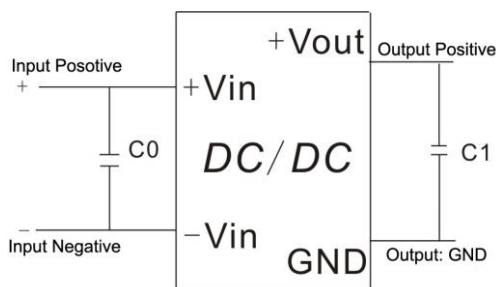 +Vout
Output Positive
Input Posotive
+
+Vin
C0
DC/DC
C1
−
−Vin
Input Negative
GND
Output: GND